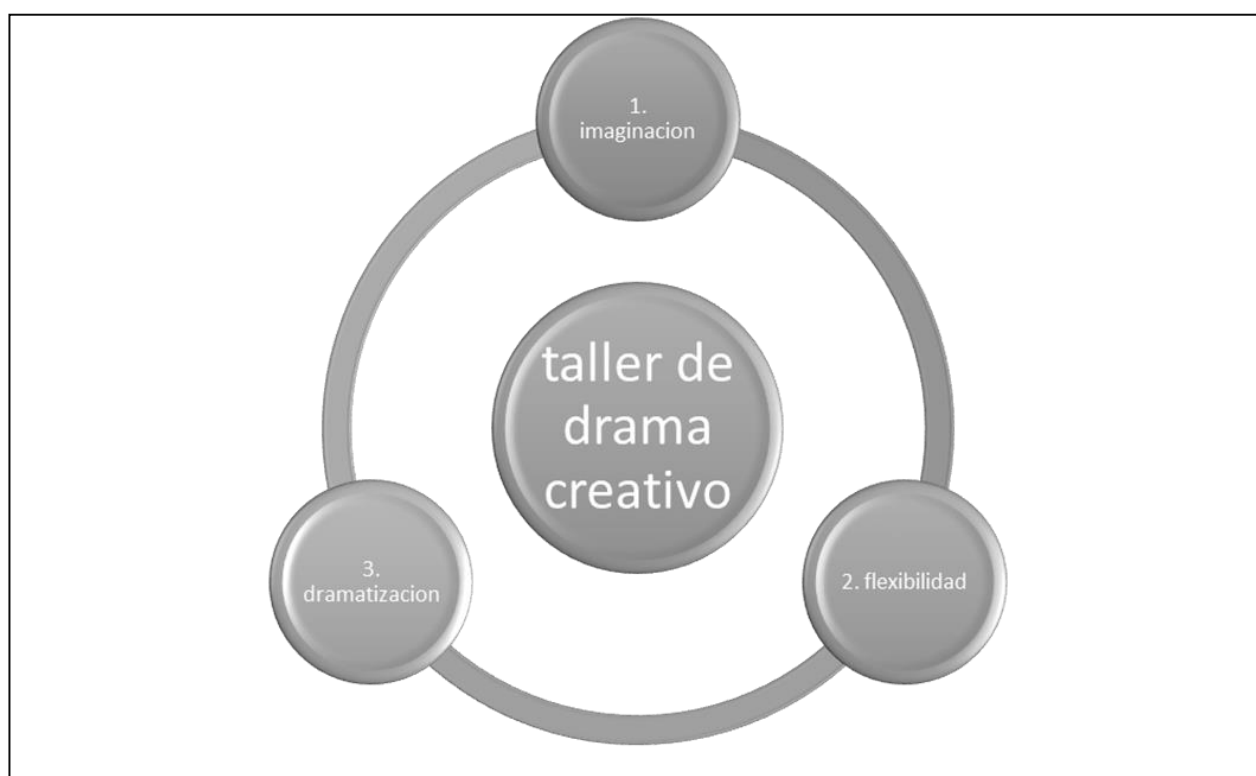 1.
imaginacion
taller de
drama
creativo
2. flexibilidad
3.
dramatizacion